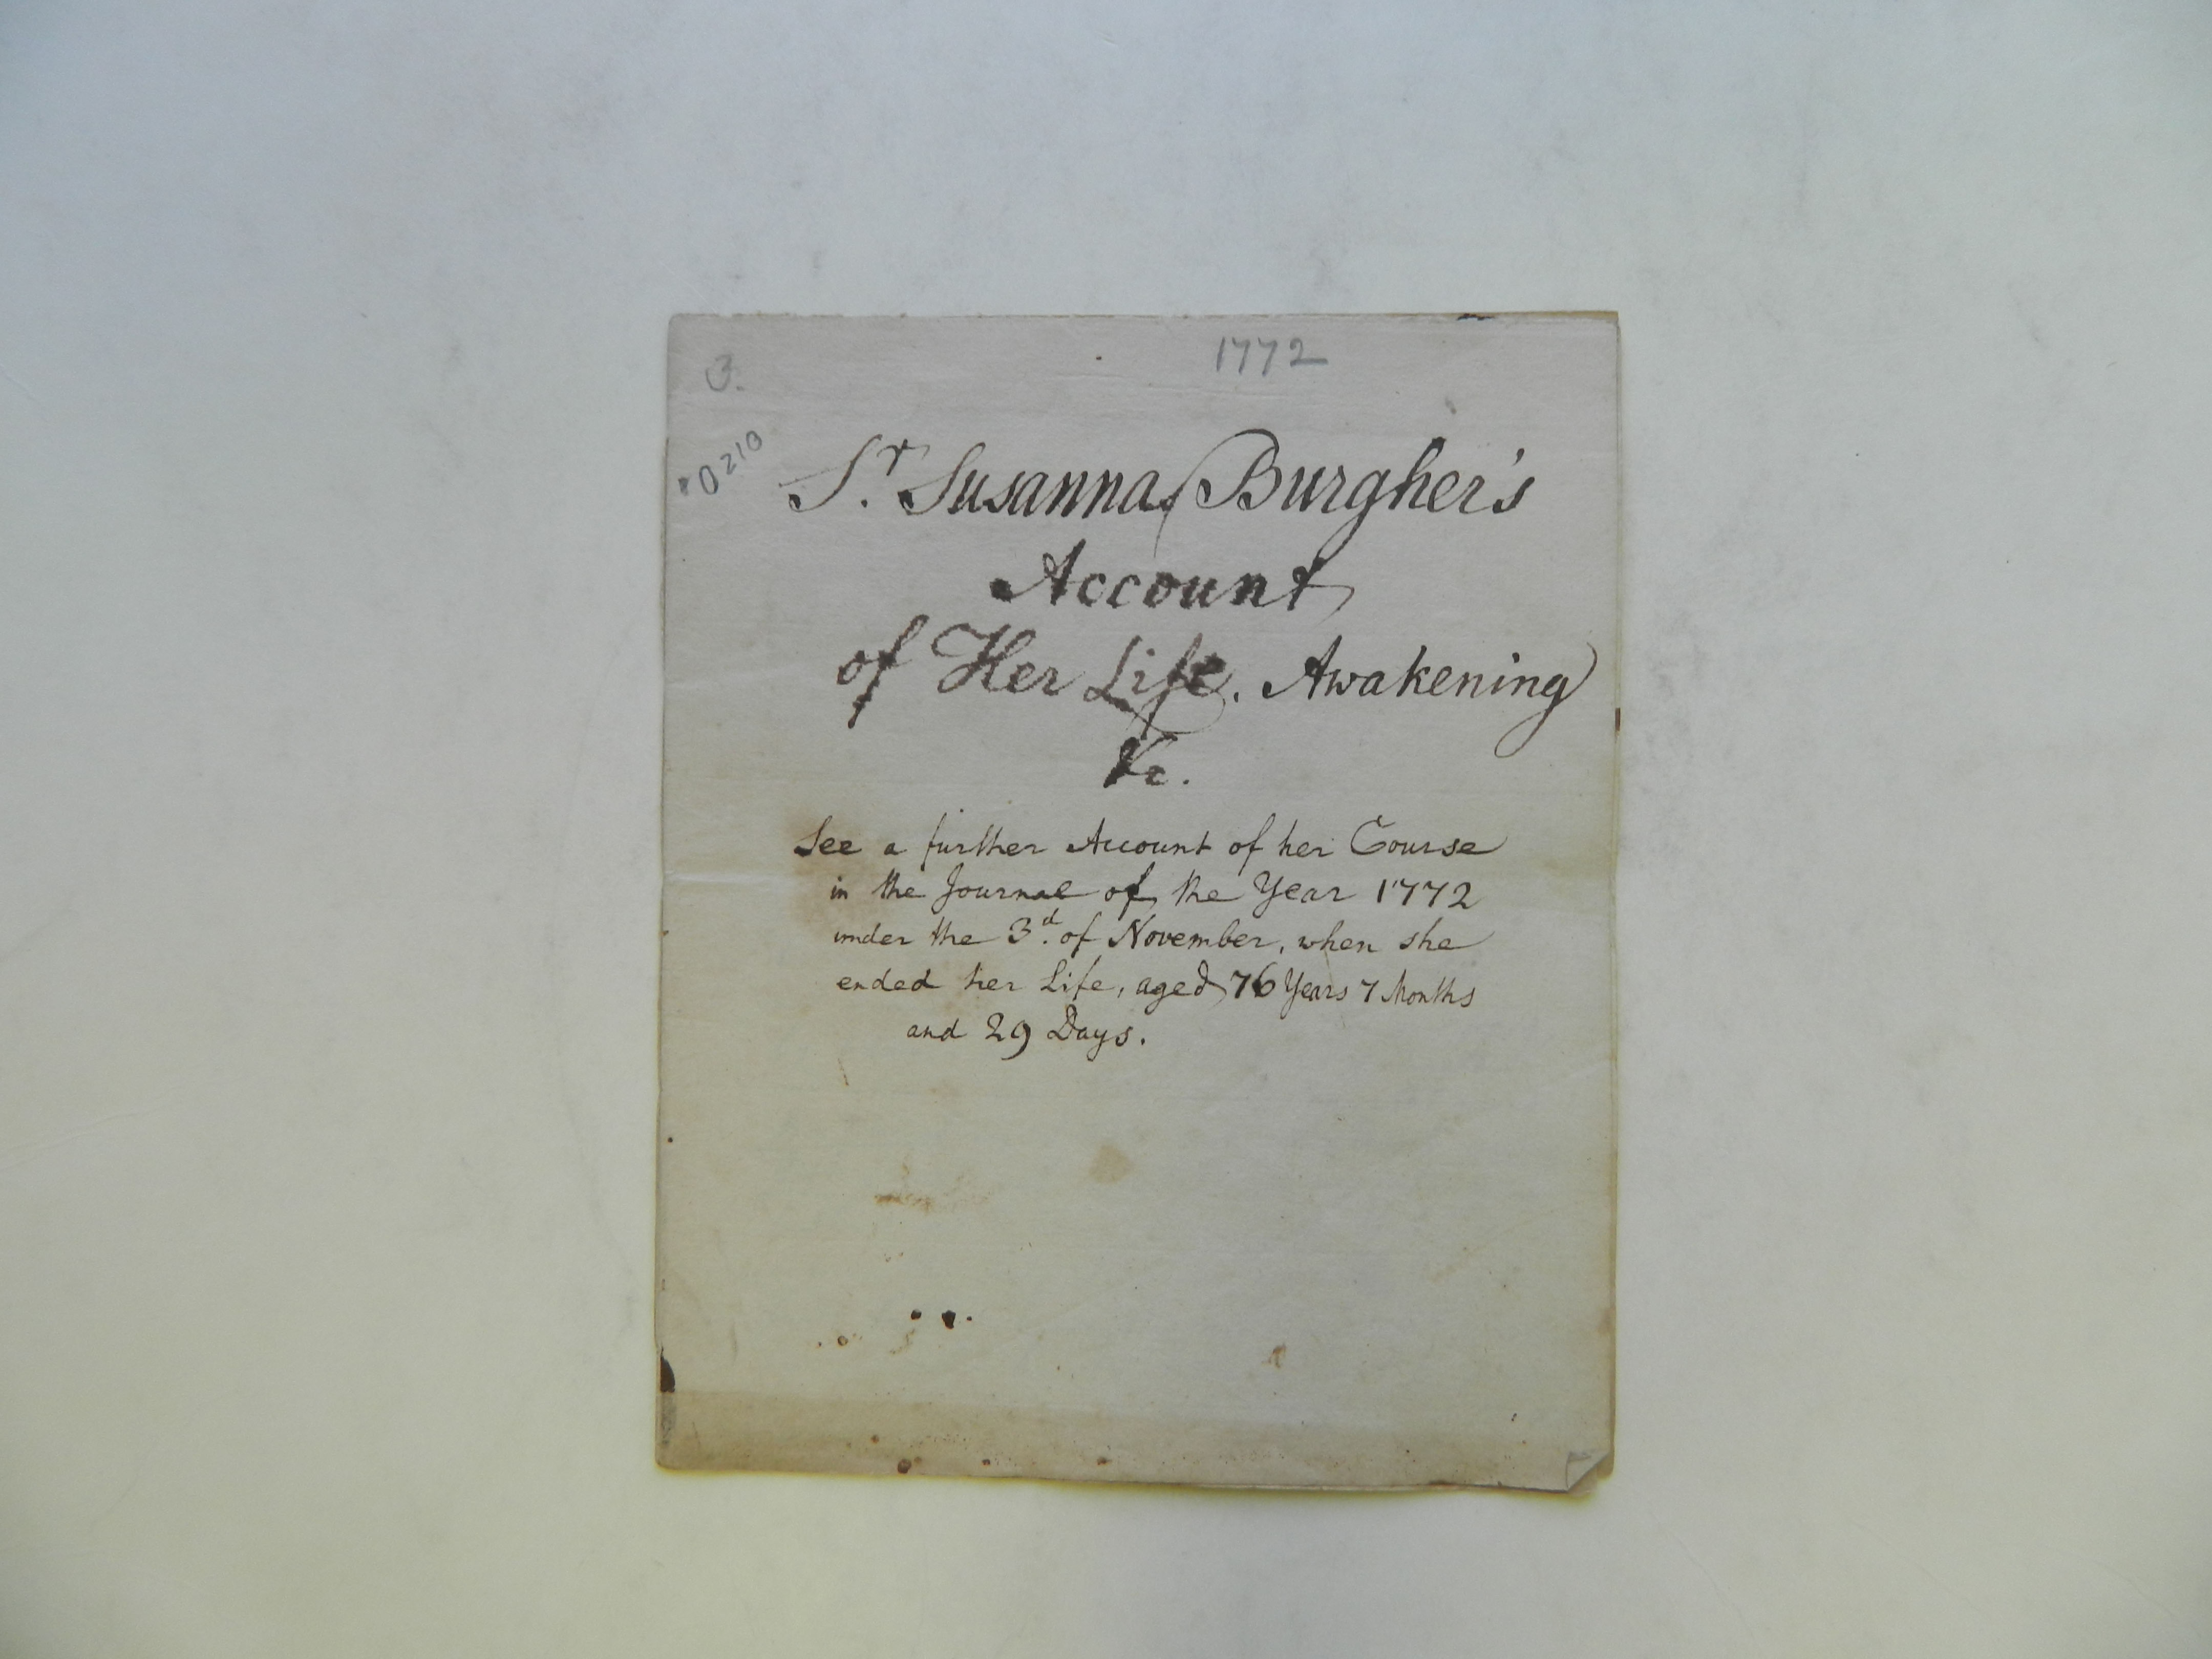 1772
3.
S.r Susanna Burgher's
Account
of Her Life, Awakening
&c.
See a further Account of her Course
in the Journal of the Year 1772
under the 3.d of November, when she
ended her Life, aged 76 Years 7 Months
and 29 Days.